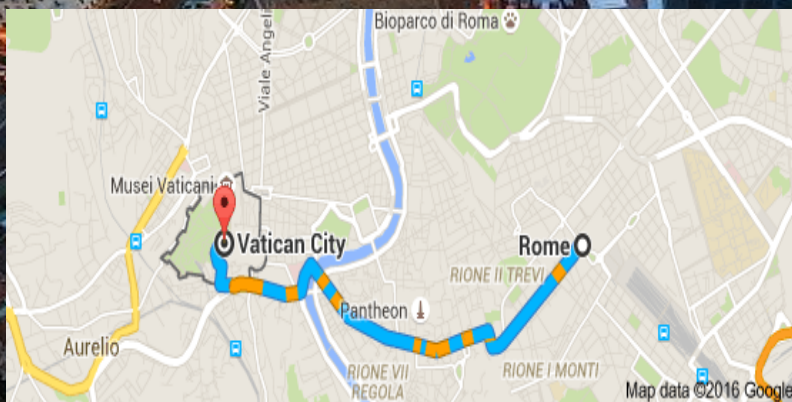 Bioparco di Roma
Viale Angeli
Musei Vaticani
Vatican City
Rome
RIONE II TREVI
Pantheon
Aurelio
RIONE VII
REGOLA
RIONE I MONTI
Map data ©2016 Google